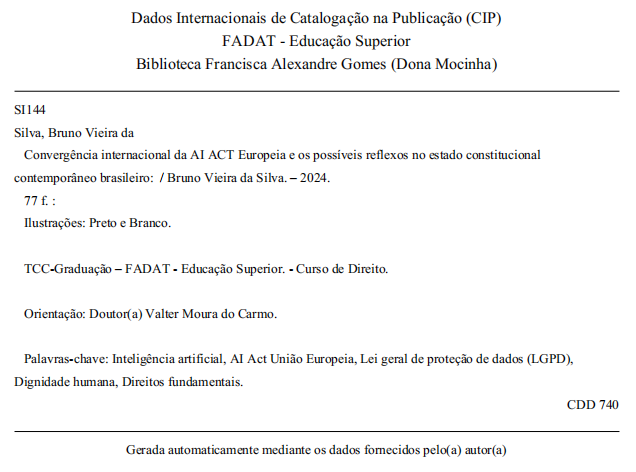 Dados Internacionais de Catalogação na Publicação (CIP)
FADAT - Educação Superior
Biblioteca Francisca Alexandre Gomes (Dona Mocinha)
SI144
Silva, Bruno Vieira da
Convergência internacional da AI ACT Europeia e os possíveis reflexos no estado constitucional
contemporâneo brasileiro: / Bruno Vieira da Silva. – 2024.
77 f. :
Ilustrações: Preto e Branco.
TCC-Graduação – FADAT - Educação Superior. - Curso de Direito.
Orientação: Doutor(a) Valter Moura do Carmo.
Palavras-chave: Inteligência artificial, AI Act União Europeia, Lei geral de proteção de dados (LGPD),
Dignidade humana, Direitos fundamentais.
CDD 740
Gerada automaticamente mediante os dados fornecidos pelo(a) autor(a)